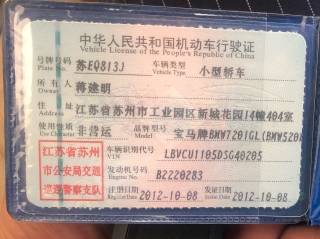 中华人民共和国机动车行驶证
Vehicle License of the People's Republic of China
号牌号码 苏EQ813J 车辆类型 小型轿车
Plate No. Vehicle Type
所有人 蒋建明
Owner
住址 江苏省苏州市工业园区新城花园14幢404室
Address
使用性质 非营运 品牌型号 宝马牌BMW7201GL(BMW520
Use Character Model
江苏省苏州市公安局交通巡逻警察支队
车辆识别代号 LBVCU1105DSG40205
VIN
发动机号码 B2220283
Engine No.
注册日期 2012-10-08 发证日期 2012-10-08
Register Date Issue Date